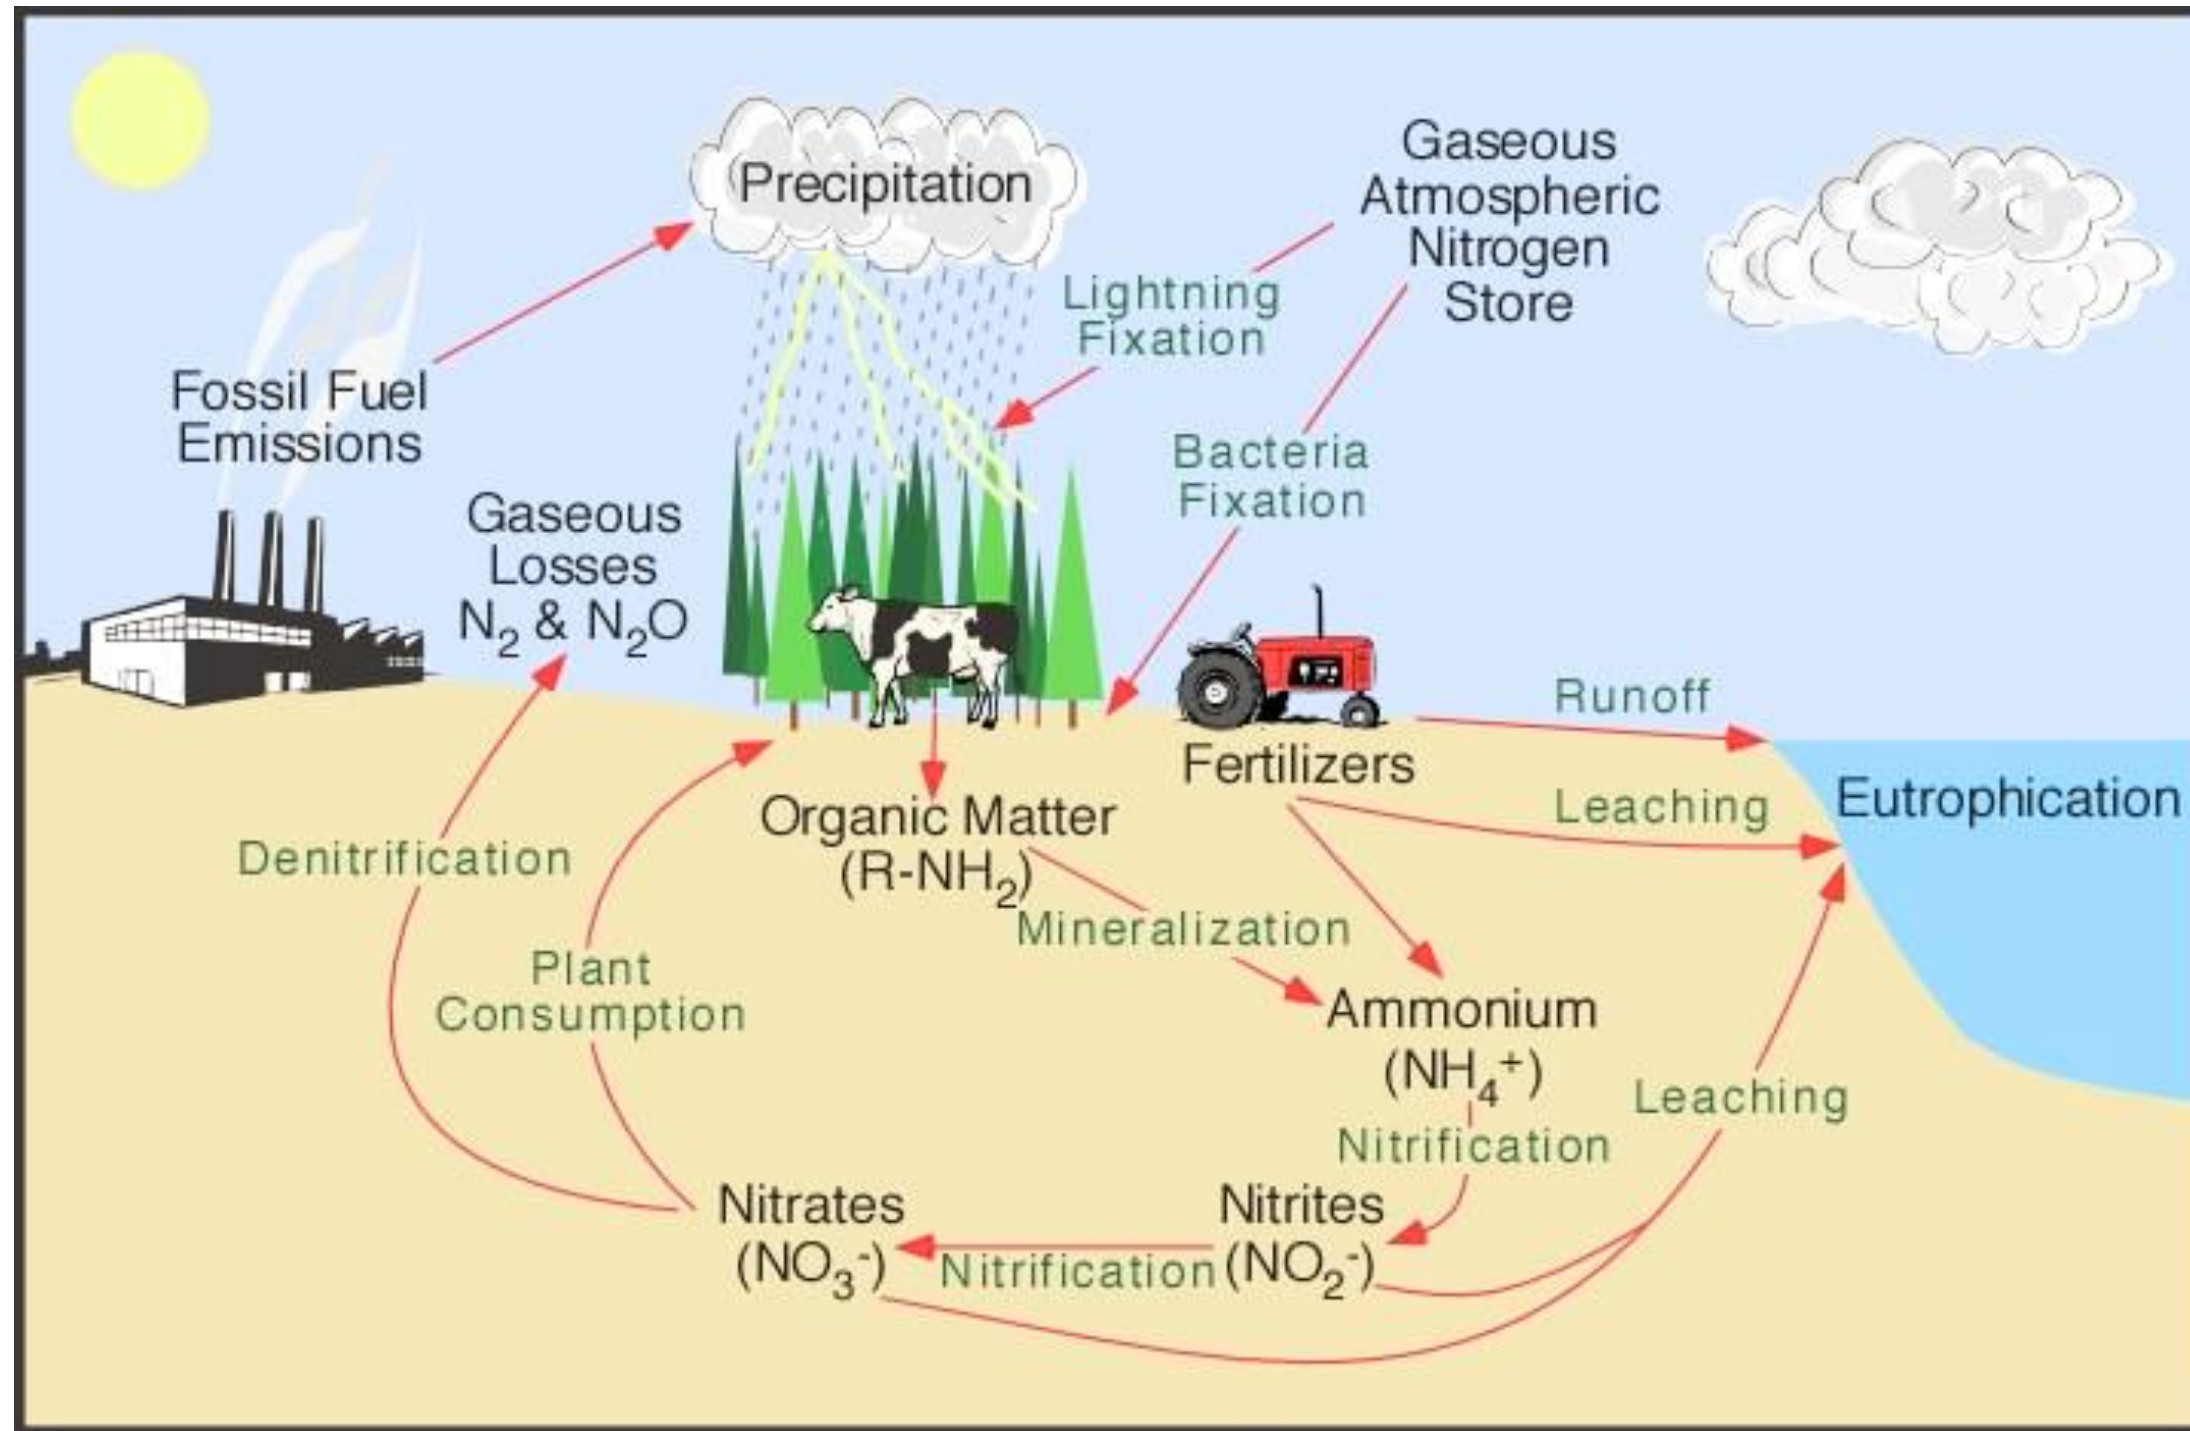 Precipitation
Gaseous
Atmospheric
Nitrogen
Store
Lightning
Fixation
Fossil Fuel
Emissions
Bacteria
Fixation
Gaseous
Losses
N₂ & N₂O
Runoff
Fertilizers
Leaching
Eutrophication
Organic Matter
(R-NH₂)
Denitrification
Mineralization
Plant
Consumption
Ammonium
(NH₄⁺)
Leaching
Nitrification
Nitrates
(NO₃⁻)
Nitrification
Nitrites
(NO₂⁻)